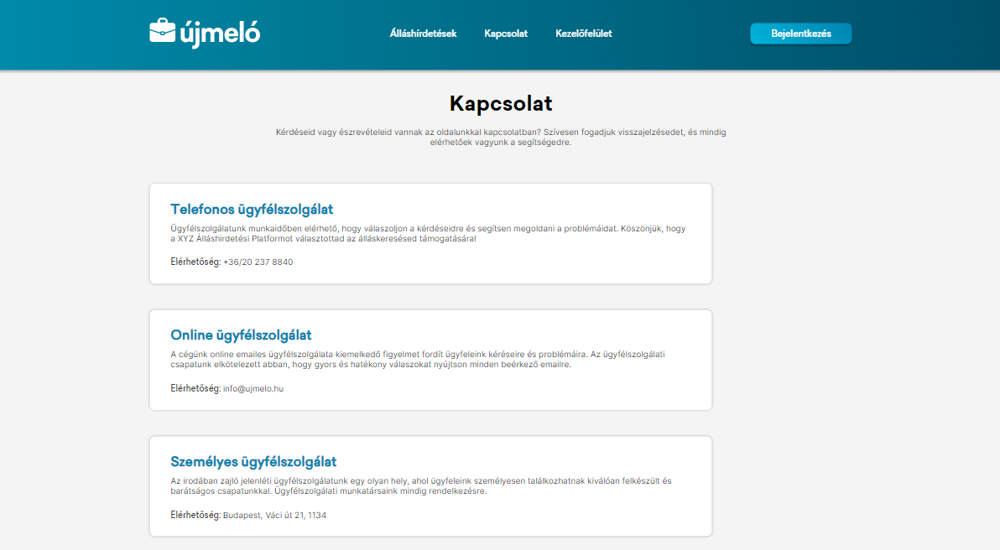 újmeló
Álláshírdetések
Kapcsolat
Kezelőfelület
Bejelentkezés
Kapcsolat
Kérdéseid vagy észrevételeid vannak az oldalunkkal kapcsolatban? Szívesen fogadjuk visszajelzésedet, és mindig
elérhetőek vagyunk a segítségedre.
Telefonos ügyfélszolgálat
Ügyfélszolgálatunk munkaidőben elérhető, hogy válaszoljon a kérdéseidre és segítsen megoldani a problémáidat. Köszönjük, hogy
a XYZ Álláshirdetési Platformot választottad az álláskeresésed támogatására!
Elérhetőség: +36/20 237 8840
Online ügyfélszolgálat
A cégünk online emailes ügyfélszolgálata kiemelkedő figyelmet fordít ügyfeleink kéréseire és problémáira. Az ügyfélszolgálati
csapatunk elkötelezett abban, hogy gyors és hatékony válaszokat nyújtson minden beérkező emailre.
Elérhetőség: info@ujmelo.hu
Személyes ügyfélszolgálat
Az irodában zajló jelenléti ügyfélszolgálatunk egy olyan hely, ahol ügyfeleink személyesen találkozhatnak kiválóan felkészült és
barátságos csapatunkkal. Ügyfélszolgálati munkatársaink mindig rendelkezésre.
Elérhetőség: Budapest, Váci út 21, 1134